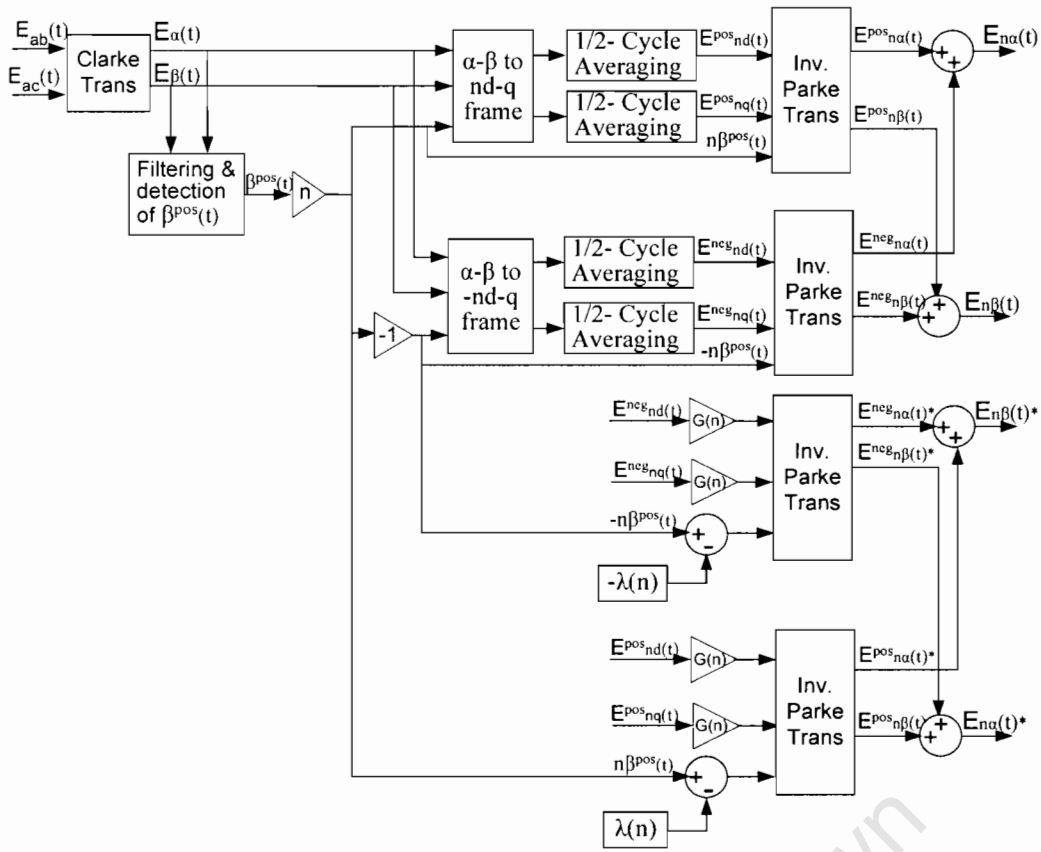 E_ab(t)
E_ac(t)
Clarke
Trans
E_α(t)
E_β(t)
Filtering &
detection
of β^pos(t)
β^pos(t)
n
α-β to
nd-q
frame
1/2- Cycle
Averaging
E^pos_nd(t)
1/2- Cycle
Averaging
E^pos_nq(t)
nβ^pos(t)
Inv.
Parke
Trans
E^pos_nα(t)
E^pos_nβ(t)
+
+
E_nα(t)
-1
α-β to
-nd-q
frame
1/2- Cycle
Averaging
E^neg_nd(t)
1/2- Cycle
Averaging
E^neg_nq(t)
-nβ^pos(t)
Inv.
Parke
Trans
E^neg_nα(t)
E^neg_nβ(t)
+
+
E_nβ(t)
E^neg_nd(t)
G(n)
E^neg_nq(t)
G(n)
-nβ^pos(t)
+
-
-λ(n)
Inv.
Parke
Trans
E^neg_nα(t)*
E^neg_nβ(t)*
+
+
E_nβ(t)*
E^pos_nd(t)
G(n)
E^pos_nq(t)
G(n)
nβ^pos(t)
+
-
λ(n)
Inv.
Parke
Trans
E^pos_nα(t)*
E^pos_nβ(t)
+
+
E_nα(t)*
wn